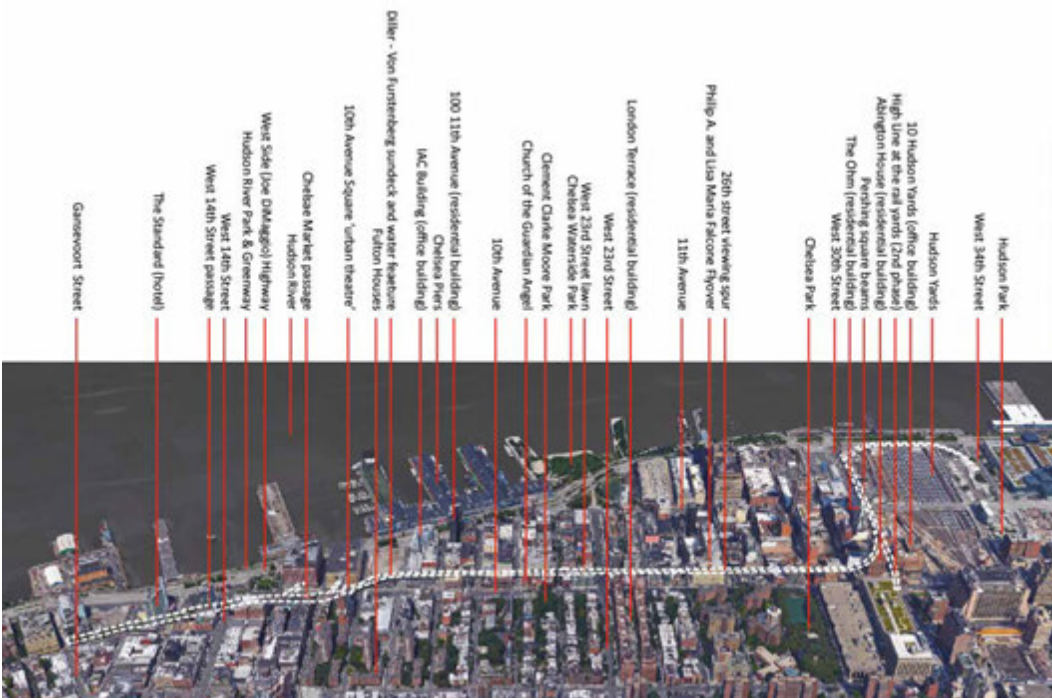 Gansevoort Street
The Standard (hotel)
West 14th Street passage
West 14th Street
Hudson River Park & Greenway
West Side (Joe DiMaggio) Highway
Hudson River
Chelsae Market passage
10th Avenue Square 'urban theatre'
Fulton Houses
Diller - Von Furstenberg sundeck and water feaeture
IAC Building (office building)
Chelsea Piers
100 11th Avenue (residential building)
10th Avenue
Church of the Guardian Angel
Clement Clarke Moore Park
Chelsea Waterside Park
West 23rd Street lawn
West 23rd Street
London Terrace (residential building)
11th Avenue
Philip A. and Lisa Maria Falcone Flyover
26th street viewing spur
Chelsea Park
West 30th Street
The Ohm (residential building)
Pershing square beams
Abington House (residential building)
High Line at the rail yards (2nd phase)
10 Hudson Yards (office building)
Hudson Yards
West 34th Street
Hudson Park